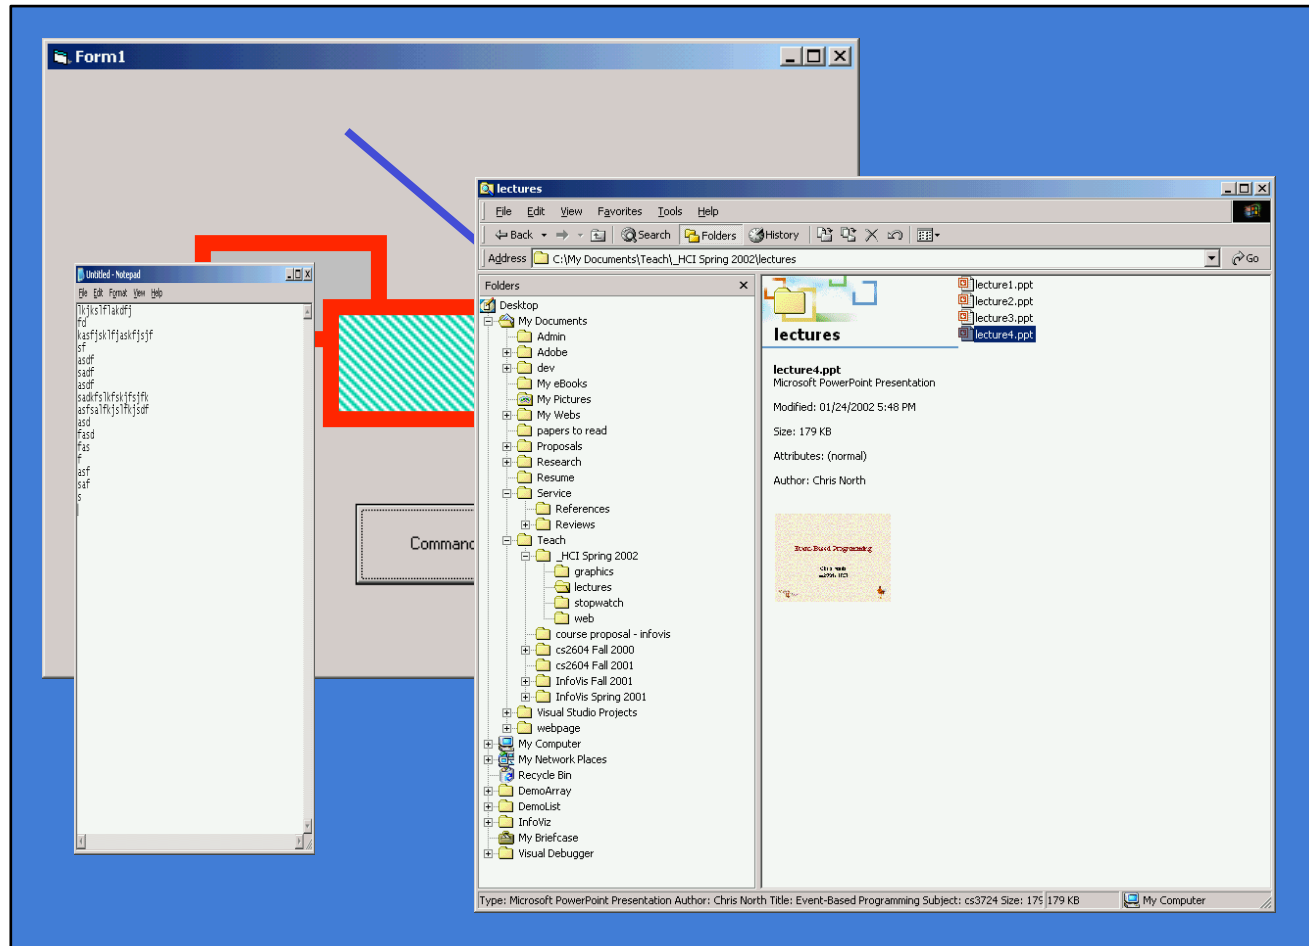 Form1
Untitled - Notepad
File Edit Format View Help
lkjkslflakdfj
fd
kasfjsklfjaskfjsjf
sf
asdf
sadf
asdf
sadkfslkfskjfsjfk
asfsalfkjslfkjsdf
asd
fasd
fas
f
asf
saf
s
Command
lectures
File Edit View Favorites Tools Help
Back Search Folders History
Address C:\My Documents\Teach\_HCI Spring 2002\lectures Go
Folders
Desktop
My Documents
Admin
Adobe
dev
My eBooks
My Pictures
My Webs
papers to read
Proposals
Research
Resume
Service
References
Reviews
Teach
_HCI Spring 2002
graphics
lectures
stopwatch
web
course proposal - infovis
cs2604 Fall 2000
cs2604 Fall 2001
InfoVis Fall 2001
InfoVis Spring 2001
Visual Studio Projects
webpage
My Computer
My Network Places
Recycle Bin
DemoArray
DemoList
InfoViz
My Briefcase
Visual Debugger
lectures
lecture4.ppt
Microsoft PowerPoint Presentation
Modified: 01/24/2002 5:48 PM
Size: 179 KB
Attributes: (normal)
Author: Chris North
Event-Based Programming
lecture1.ppt
lecture2.ppt
lecture3.ppt
lecture4.ppt
Type: Microsoft PowerPoint Presentation Author: Chris North Title: Event-Based Programming Subject: cs3724 Size: 179 179 KB My Computer